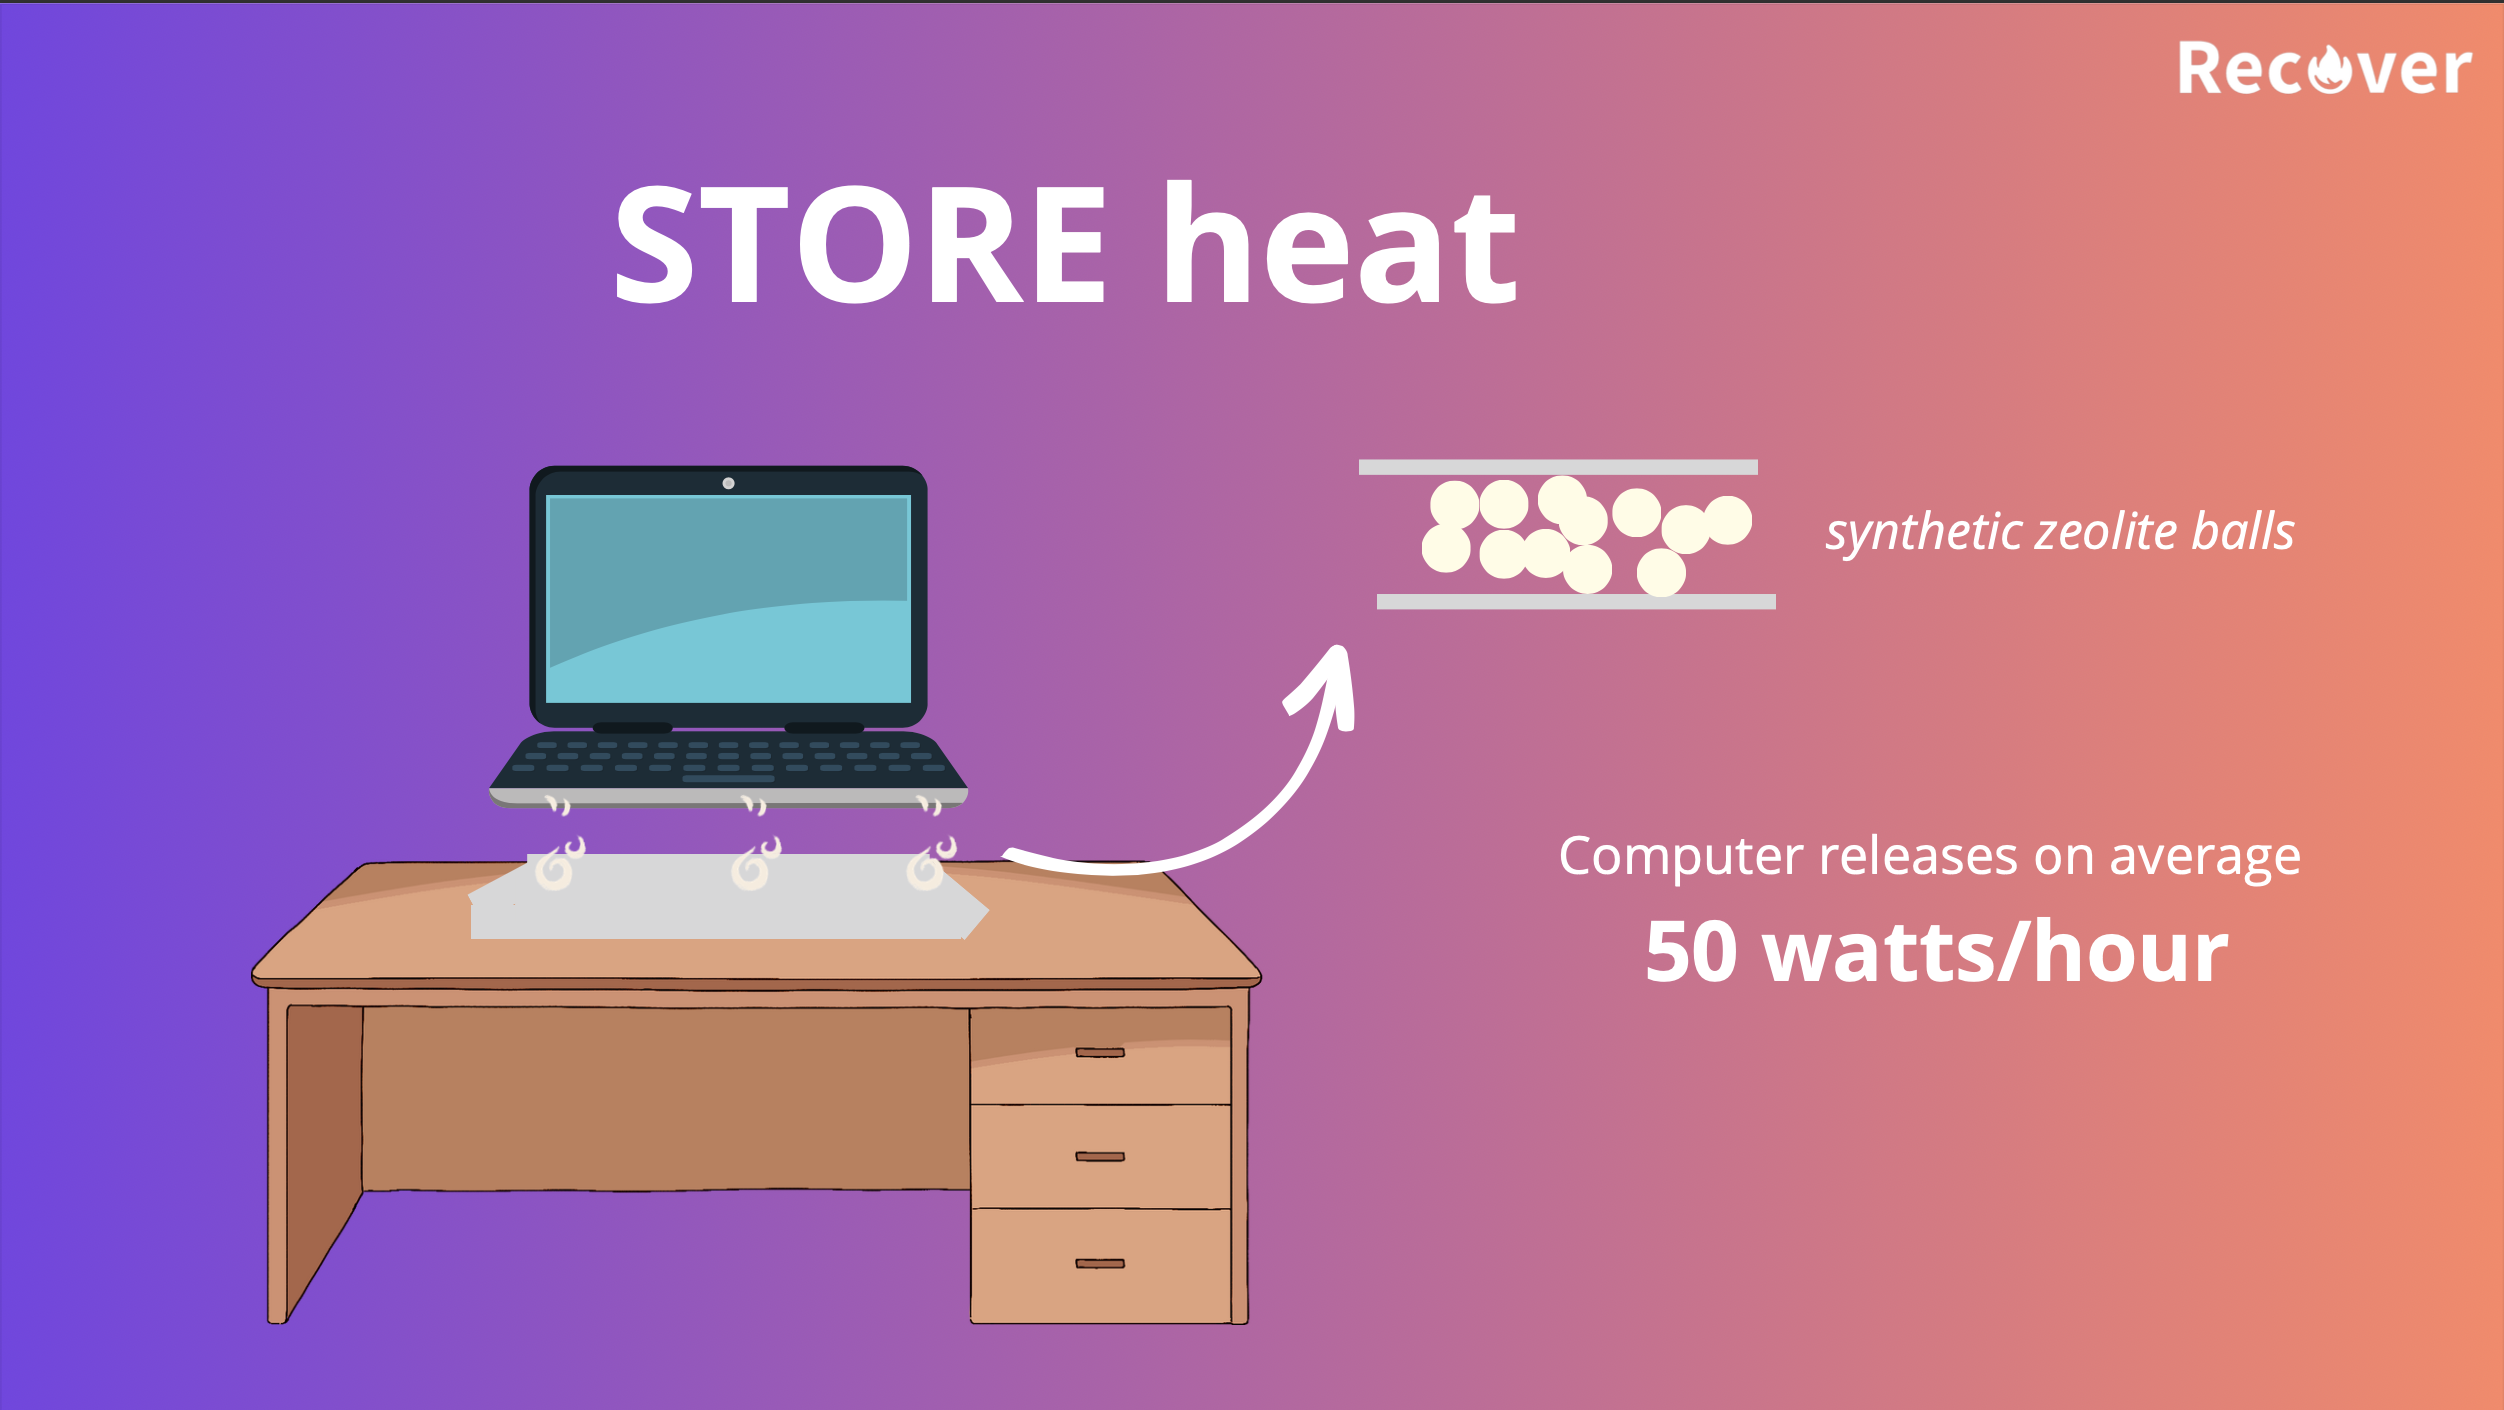 Recover
STORE heat
synthetic zeolite balls
Computer releases on average
50 watts/hour